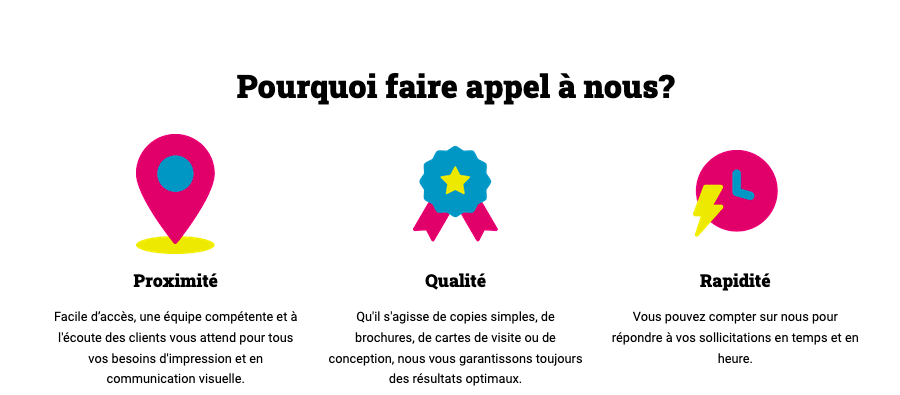 Pourquoi faire appel à nous?
Proximité
Facile d’accès, une équipe compétente et à
l'écoute des clients vous attend pour tous
vos besoins d'impression et en
communication visuelle.
Qualité
Qu'il s'agisse de copies simples, de
brochures, de cartes de visite ou de
conception, nous vous garantissons toujours
des résultats optimaux.
Rapidité
Vous pouvez compter sur nous pour
répondre à vos sollicitations en temps et en
heure.